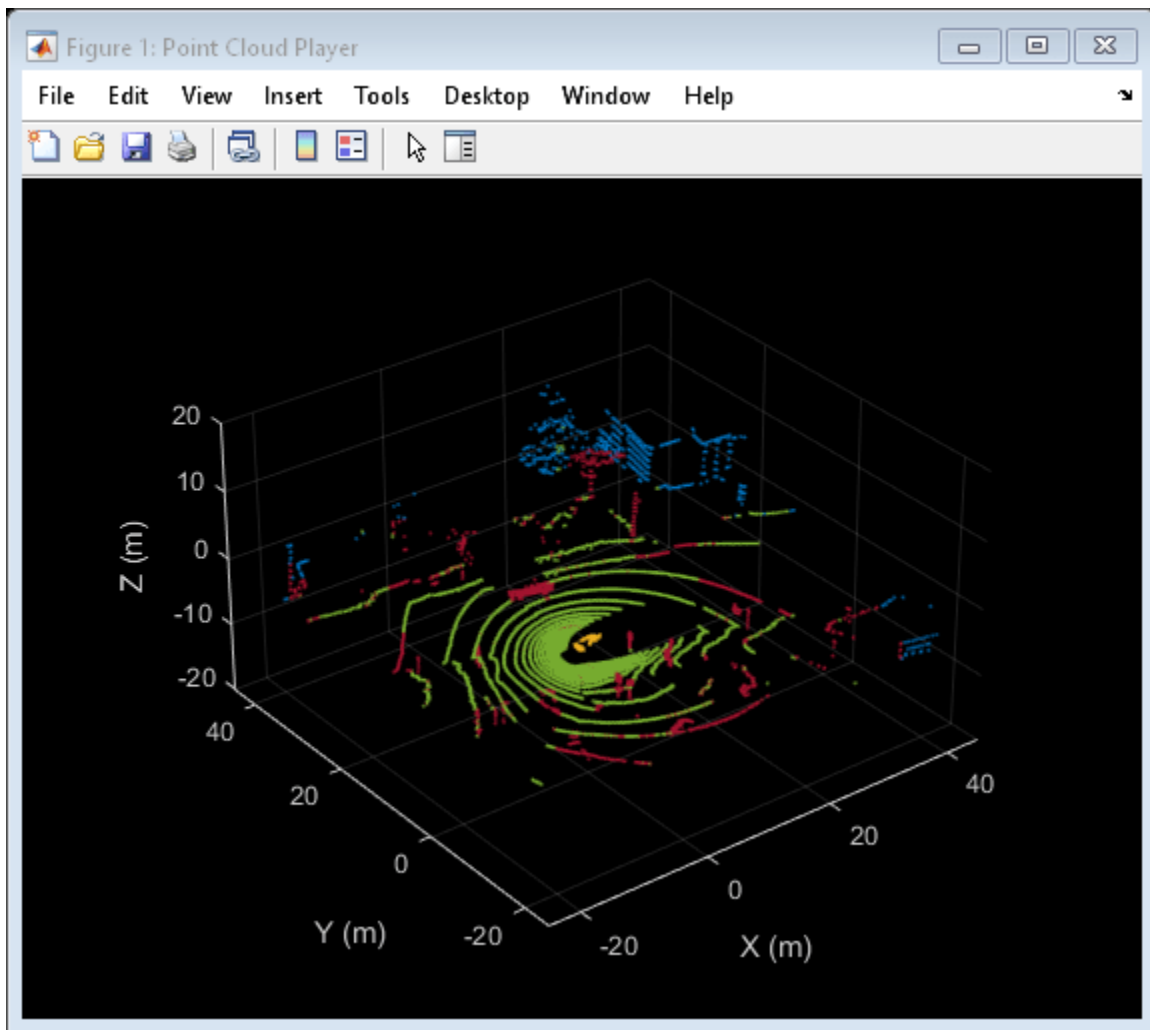 Figure 1: Point Cloud Player
File Edit View Insert Tools Desktop Window Help
20
10
0
-10
-20
Z (m)
40
20
0
-20
Y (m)
-20
0
20
40
X (m)